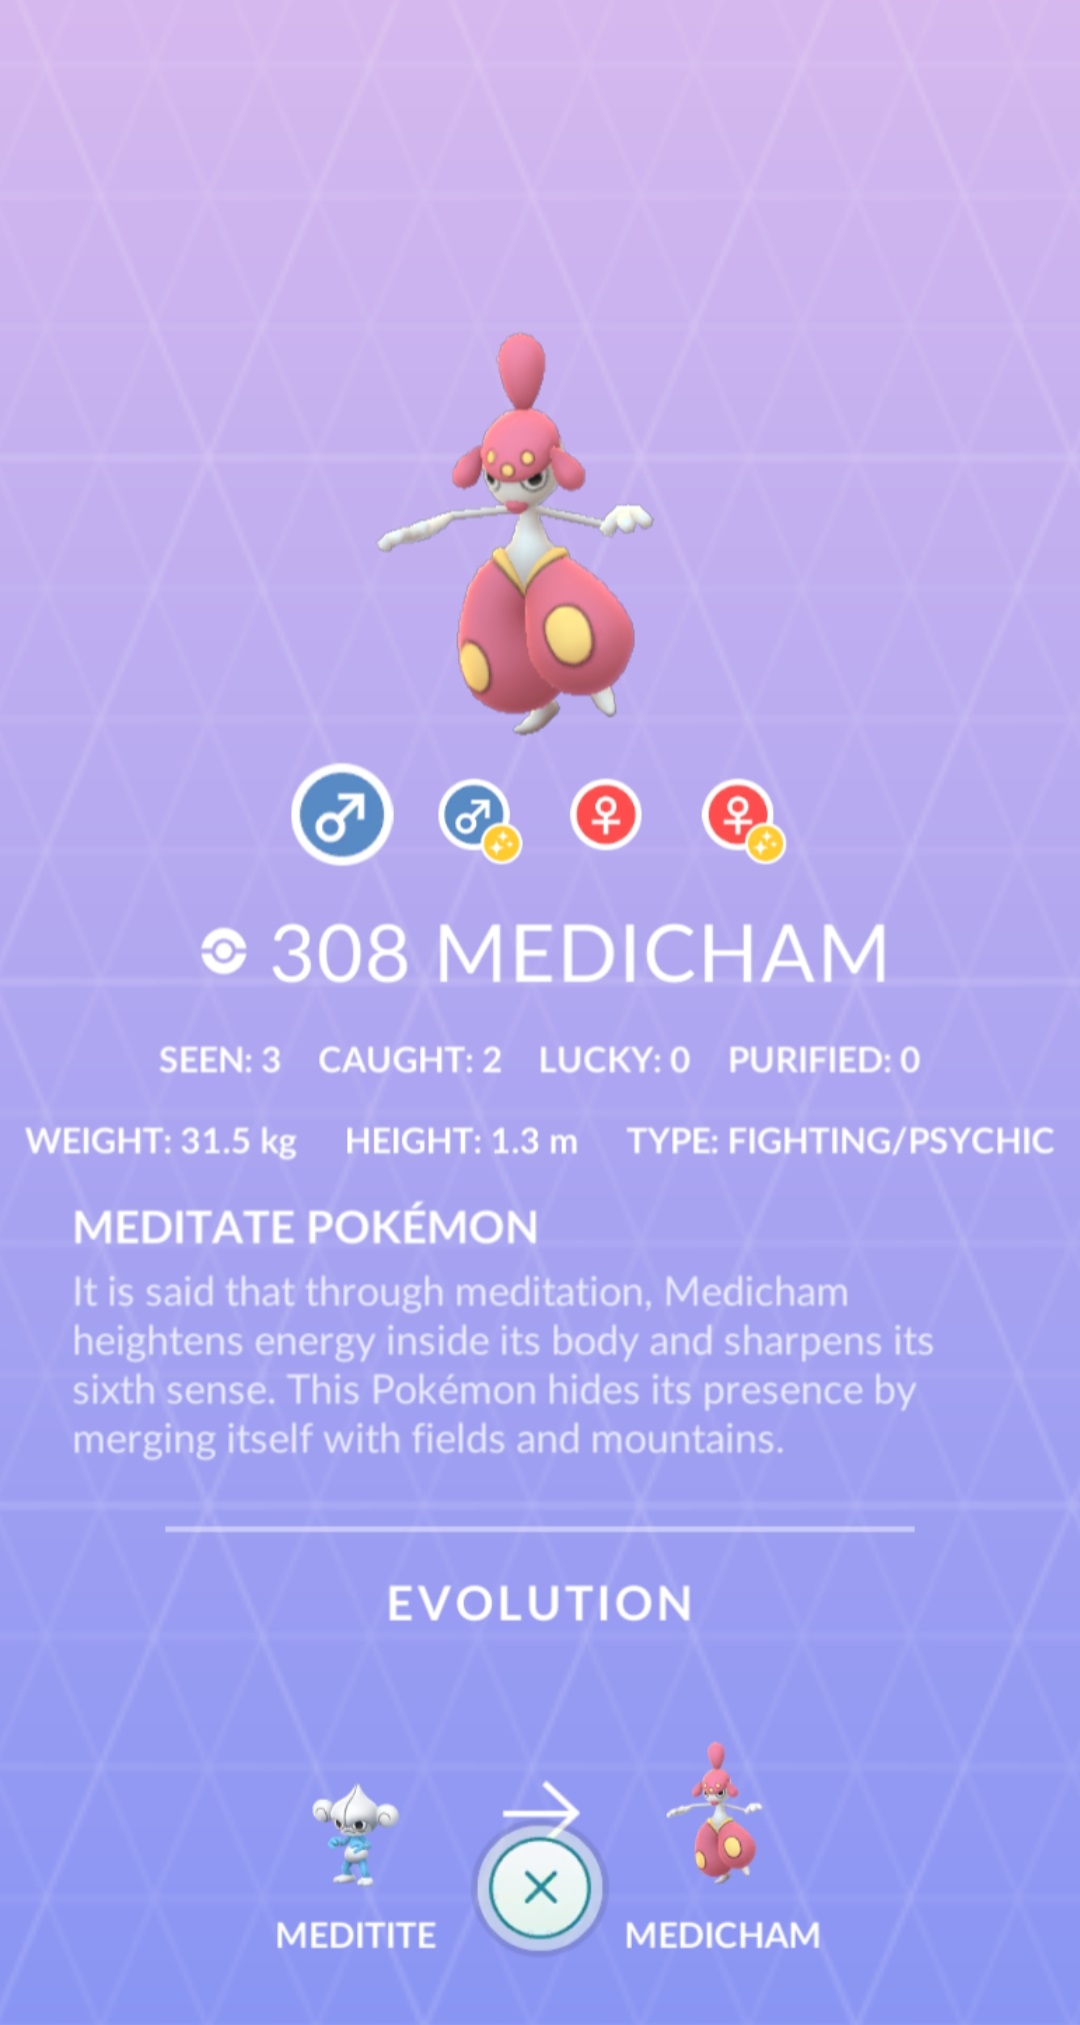 308 MEDICHAM
SEEN: 3 CAUGHT: 2 LUCKY: 0 PURIFIED: 0
WEIGHT: 31.5 kg HEIGHT: 1.3 m TYPE: FIGHTING/PSYCHIC
MEDITATE POKÉMON
It is said that through meditation, Medicham
heightens energy inside its body and sharpens its
sixth sense. This Pokémon hides its presence by
merging itself with fields and mountains.
EVOLUTION
MEDITITE MEDICHAM